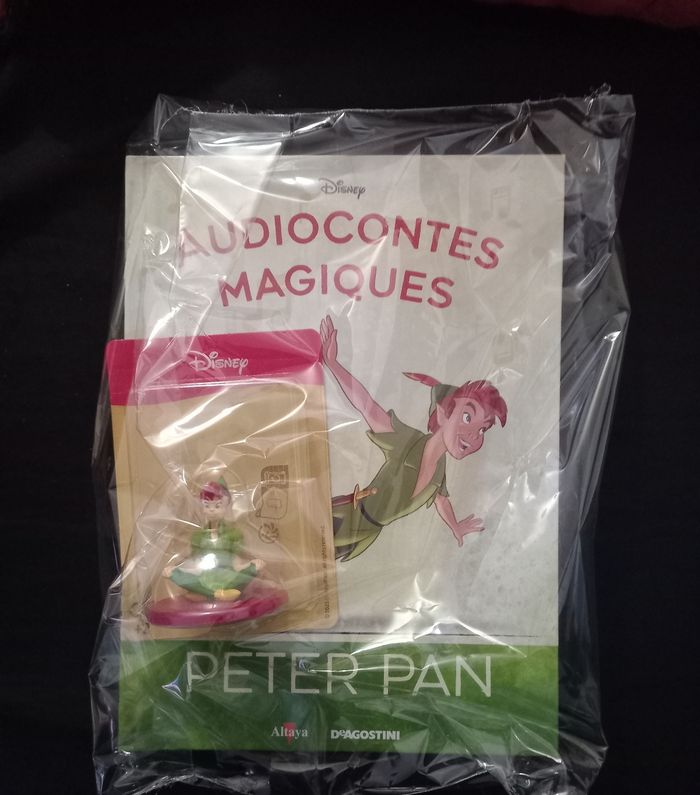 Disney
AUDIOCONTES
MAGIQUES
Disney
PETER PAN
Altaya
DeAGOSTINI